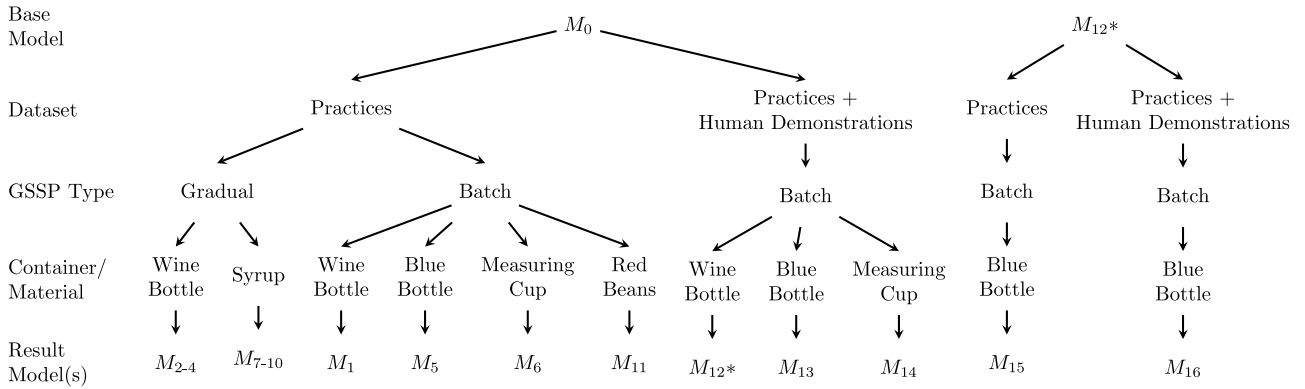 Base
Model
M₀
M₁₂*
Dataset
Practices
Practices +
Human Demonstrations
Practices
Practices +
Human Demonstrations
GSSP Type
Gradual
Batch
Batch
Batch
Batch
Container/
Material
Wine
Bottle
Syrup
Wine
Bottle
Blue
Bottle
Measuring
Cup
Red
Beans
Wine
Bottle
Blue
Bottle
Measuring
Cup
Blue
Bottle
Blue
Bottle
Result
Model(s)
M₂₋₄
M₇₋₁₀
M₁
M₅
M₆
M₁₁
M₁₂*
M₁₃
M₁₄
M₁₅
M₁₆